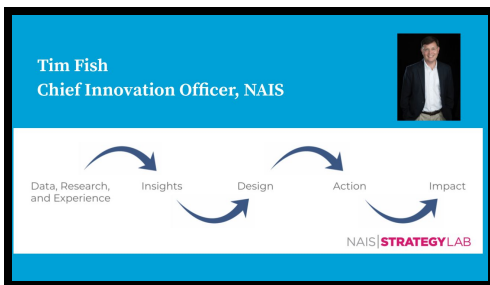 Tim Fish
Chief Innovation Officer, NAIS
Data, Research,
and Experience
Insights
Design
Action
Impact
NAIS|STRATEGYLAB